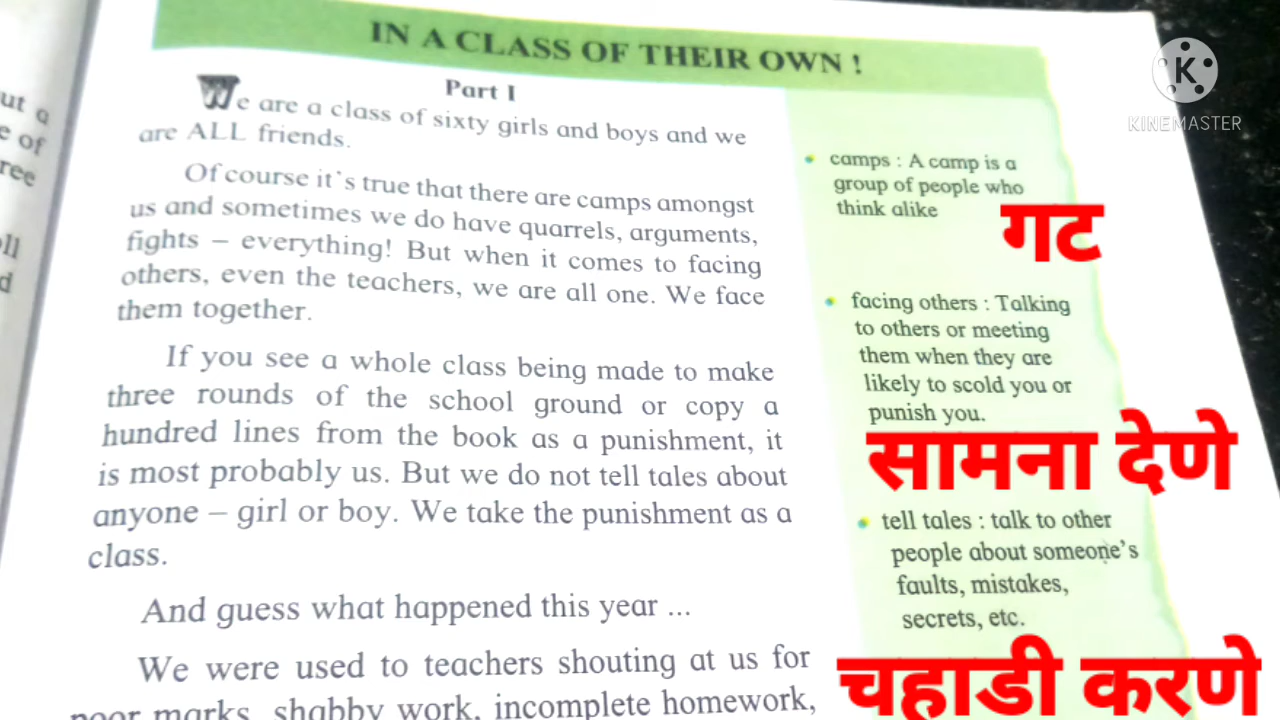 IN A CLASS OF THEIR OWN !
Part I
We are a class of sixty girls and boys and we
are ALL friends.
Of course it's true that there are camps amongst
us and sometimes we do have quarrels, arguments,
fights – everything! But when it comes to facing
others, even the teachers, we are all one. We face
them together.
If you see a whole class being made to make
three rounds of the school ground or copy a
hundred lines from the book as a punishment, it
is most probably us. But we do not tell tales about
anyone – girl or boy. We take the punishment as a
class.
And guess what happened this year ...
We were used to teachers shouting at us for
poor marks, shabby work, incomplete homework,
• camps : A camp is a
group of people who
think alike
गट
• facing others : Talking
to others or meeting
them when they are
likely to scold you or
punish you.
सामना देणे
• tell tales : talk to other
people about someone's
faults, mistakes,
secrets, etc.
चहाडी करणे
K
KINEMASTER
ut a
e of
ree